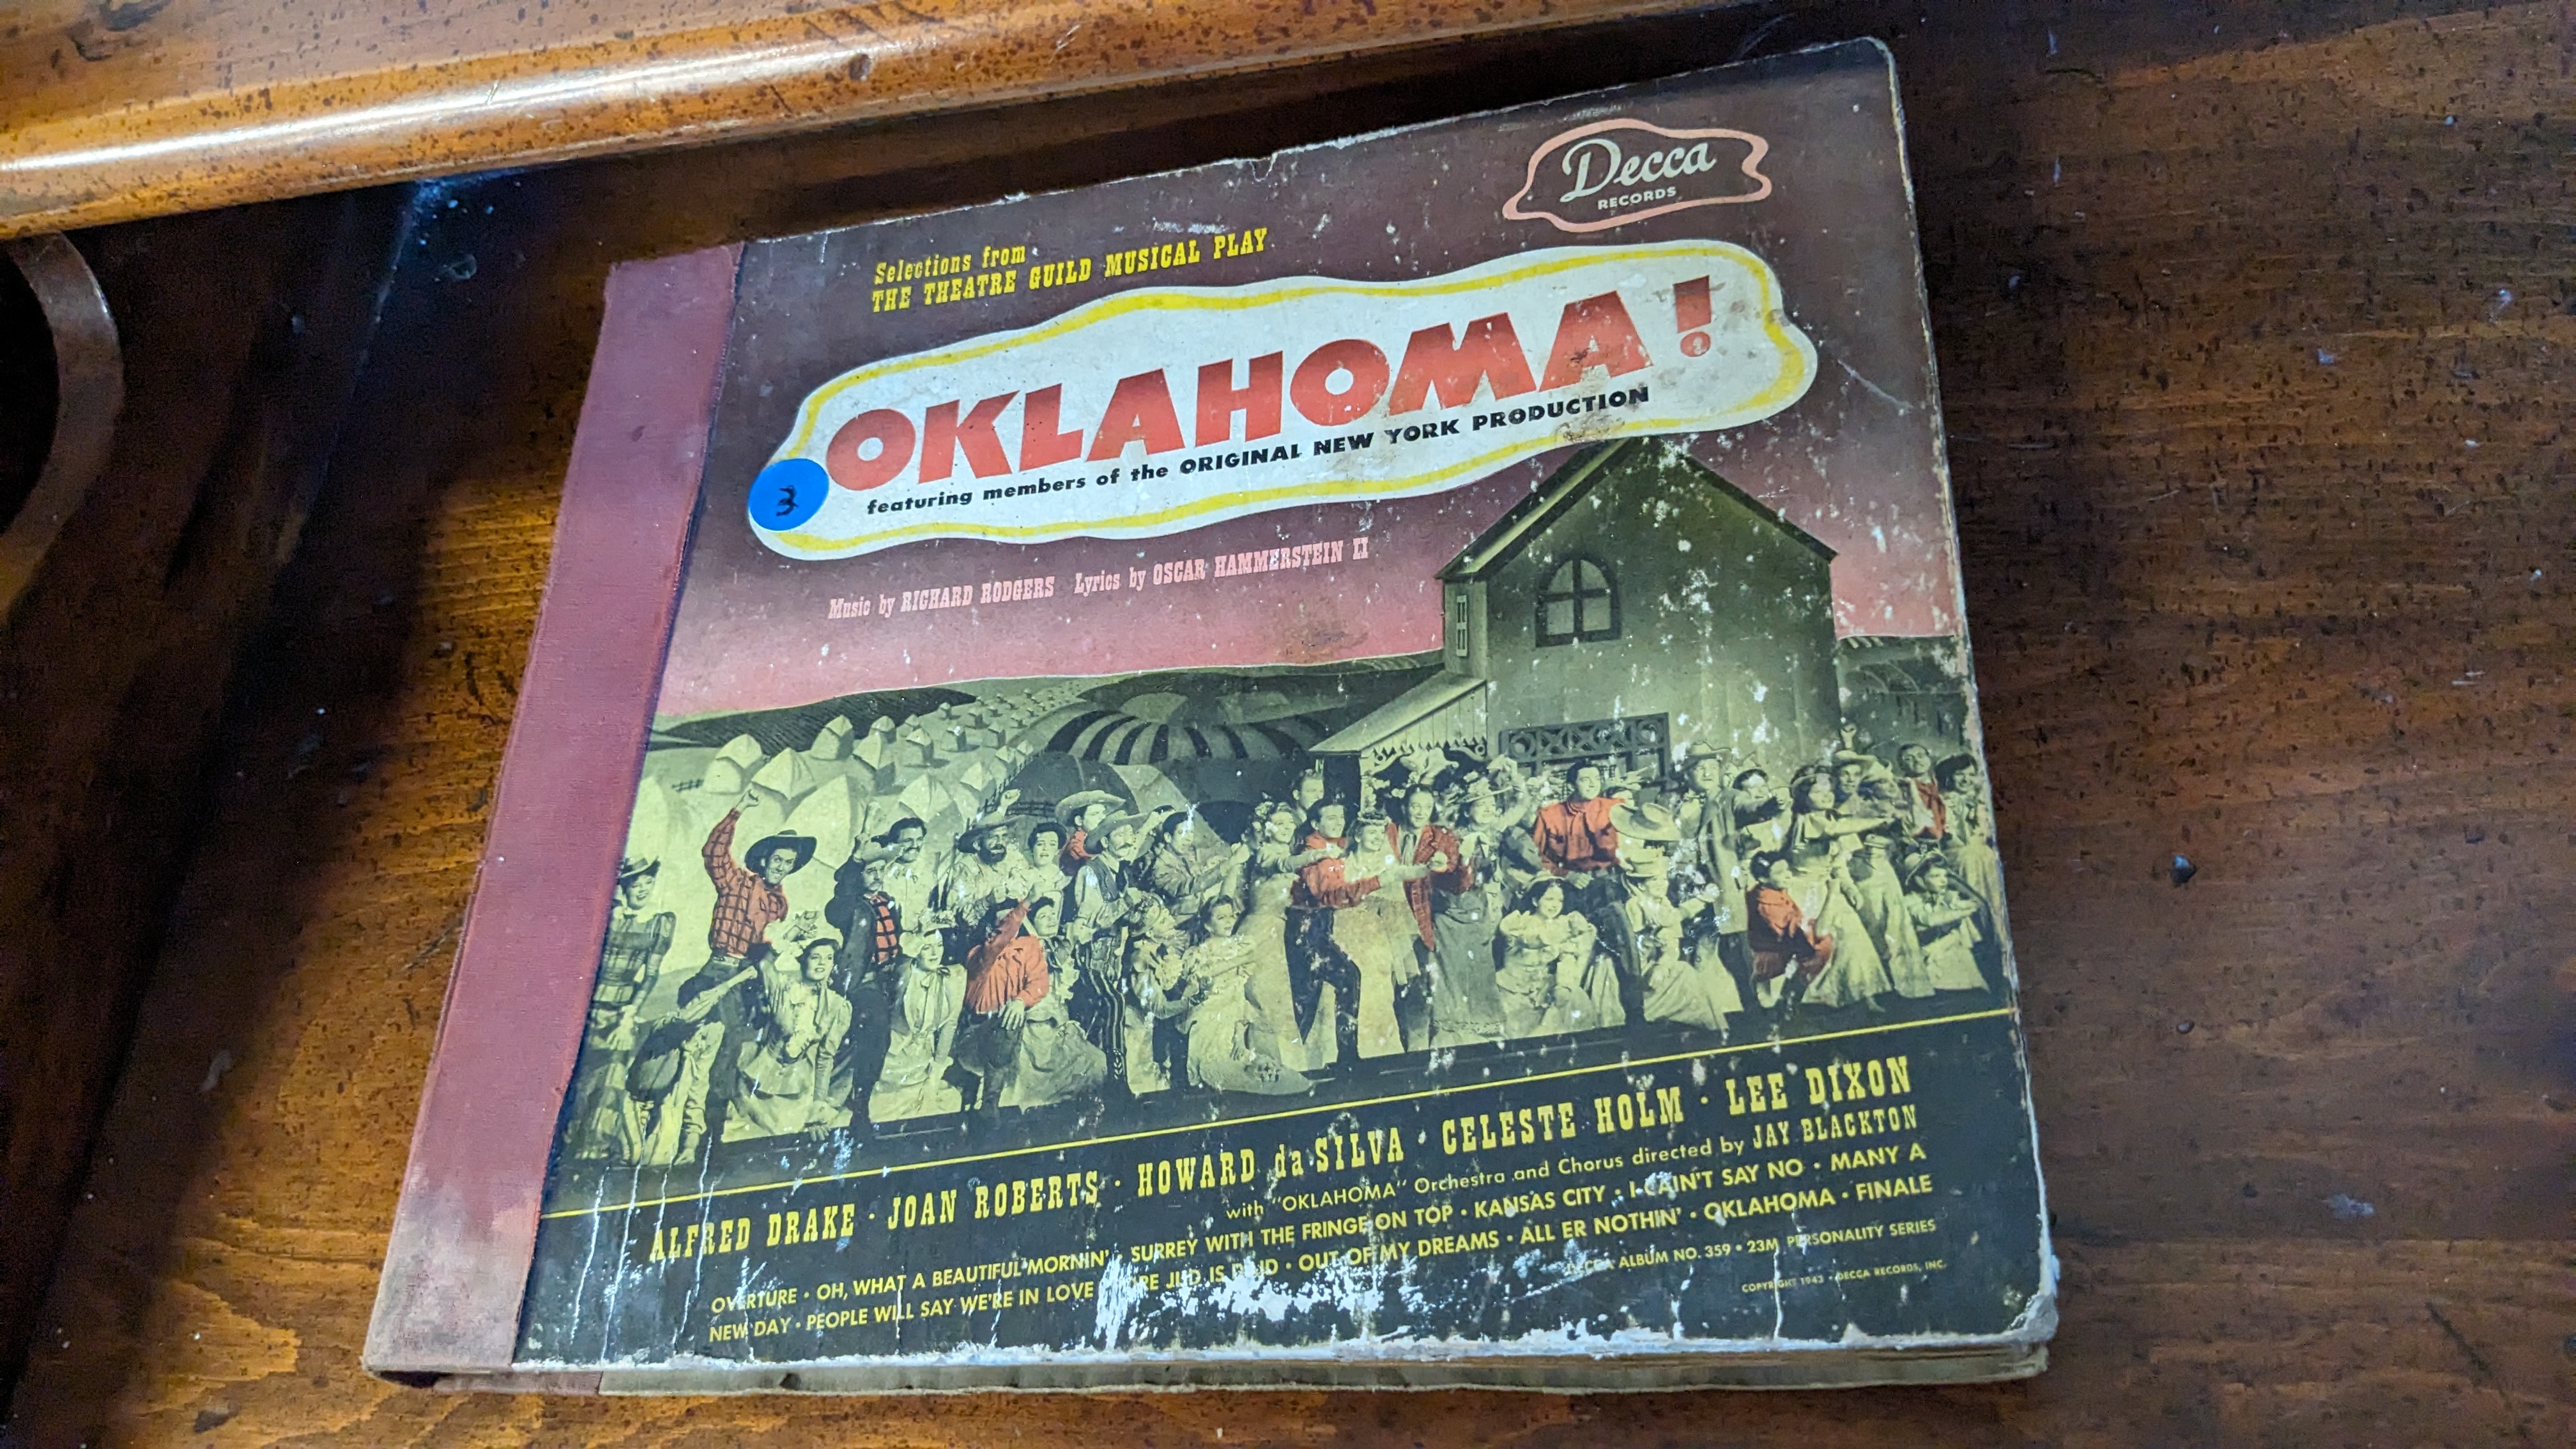 Decca
RECORDS
Selections from
THE THEATRE GUILD MUSICAL PLAY
OKLAHOMA!
featuring members of the ORIGINAL NEW YORK PRODUCTION
3
Music by RICHARD RODGERS Lyrics by OSCAR HAMMERSTEIN II
ALFRED DRAKE · JOAN ROBERTS · HOWARD da SILVA · CELESTE HOLM · LEE DIXON
with "OKLAHOMA" Orchestra and Chorus directed by JAY BLACKTON
OVERTURE · OH, WHAT A BEAUTIFUL MORNIN' SURREY WITH THE FRINGE ON TOP · KANSAS CITY · I CAIN'T SAY NO · MANY A
NEW DAY · PEOPLE WILL SAY WE'RE IN LOVE JUD IS · OUT OF MY DREAMS · ALL ER NOTHIN' · OKLAHOMA · FINALE
DECCA ALBUM NO. 359 · 23M PERSONALITY SERIES
COPYRIGHT 1943 · DECCA RECORDS, INC.